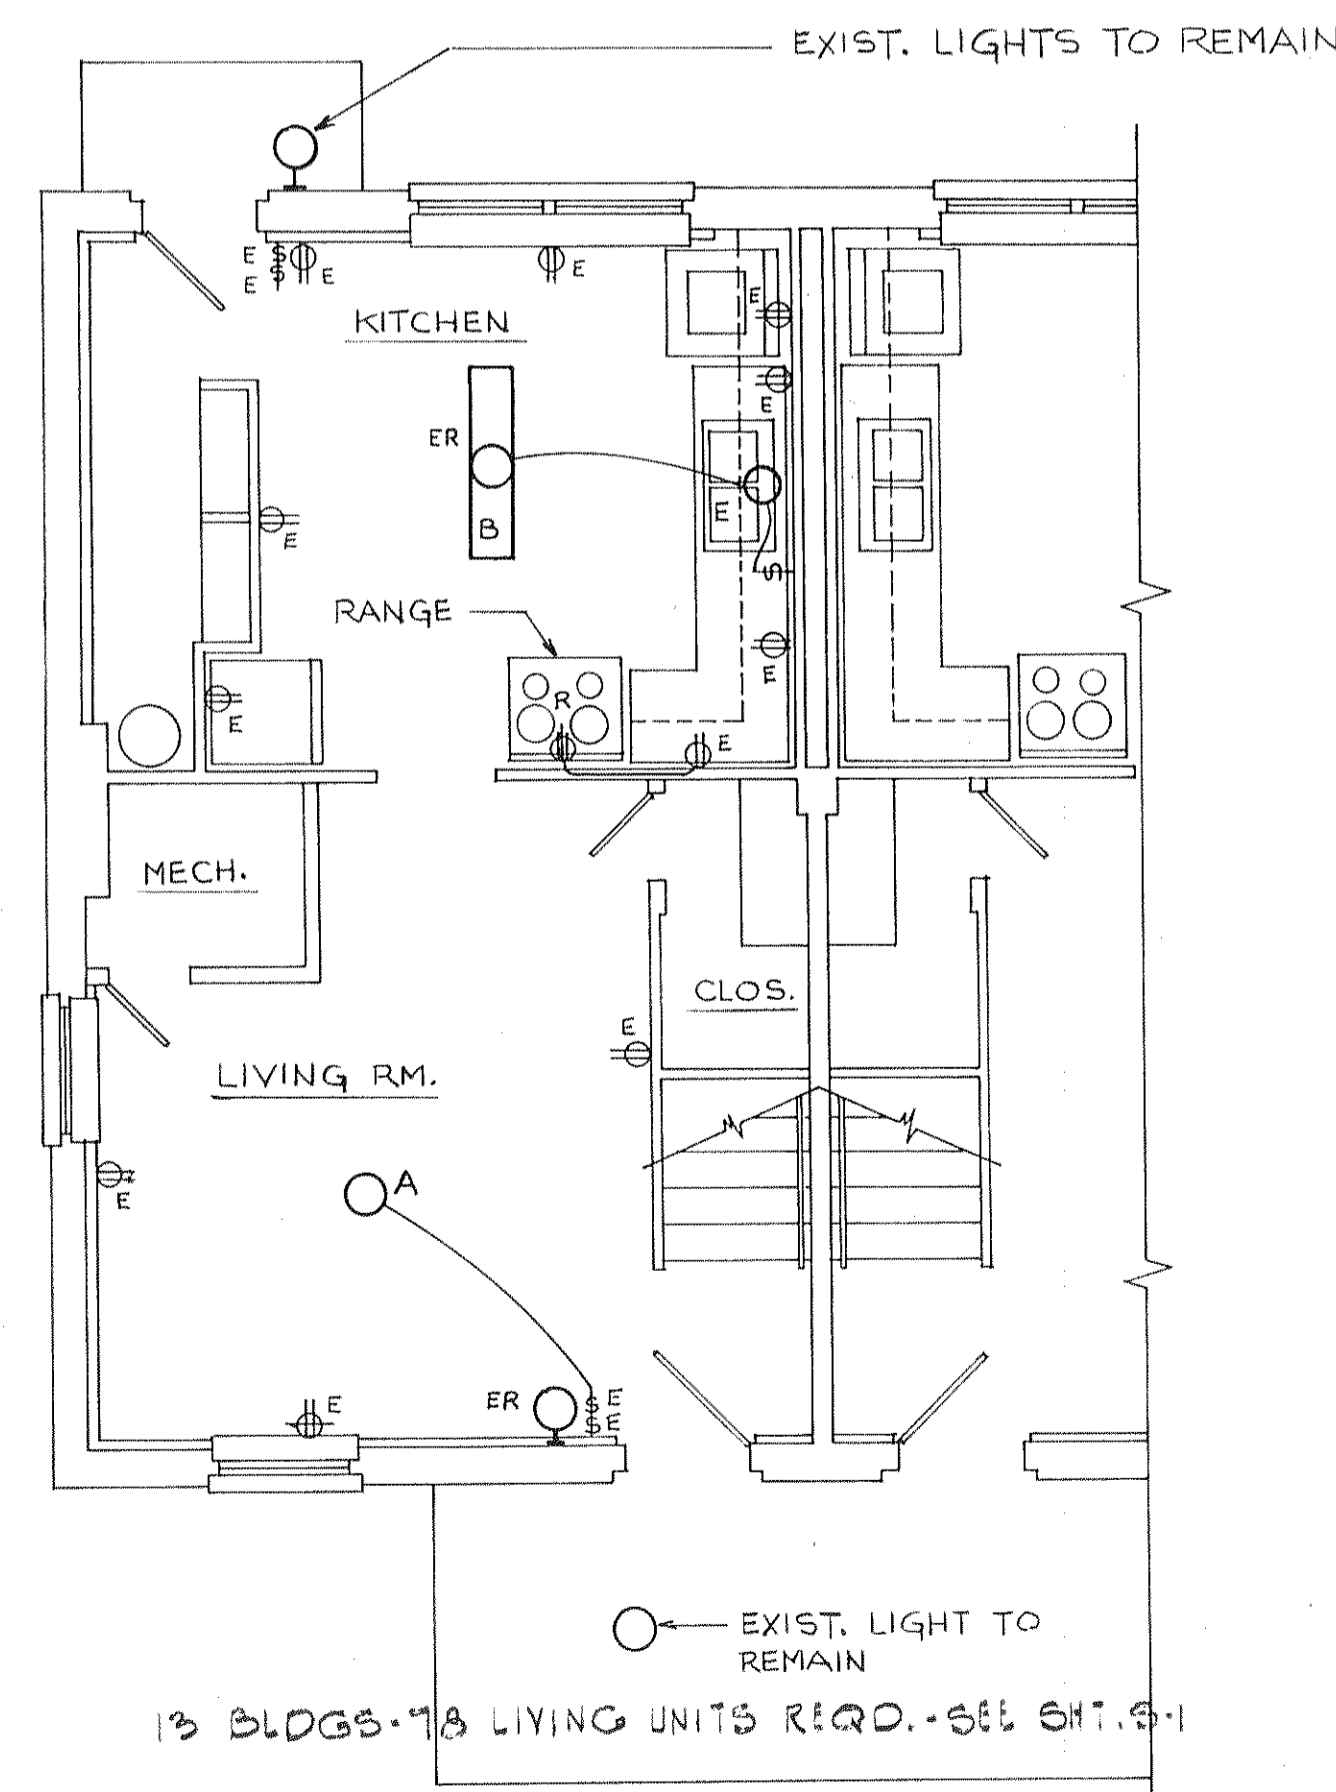 EXIST. LIGHTS TO REMAIN
E S
E S
E
E
KITCHEN
E
E
ER
B
E
S
E
RANGE
E
R
E
E
MECH.
CLOS.
E
LIVING RM.
E
A
E
ER
S E
S E
EXIST. LIGHT TO
REMAIN
13 BLDGS. LIVING UNITS REQD. - SEE SHT. S-1